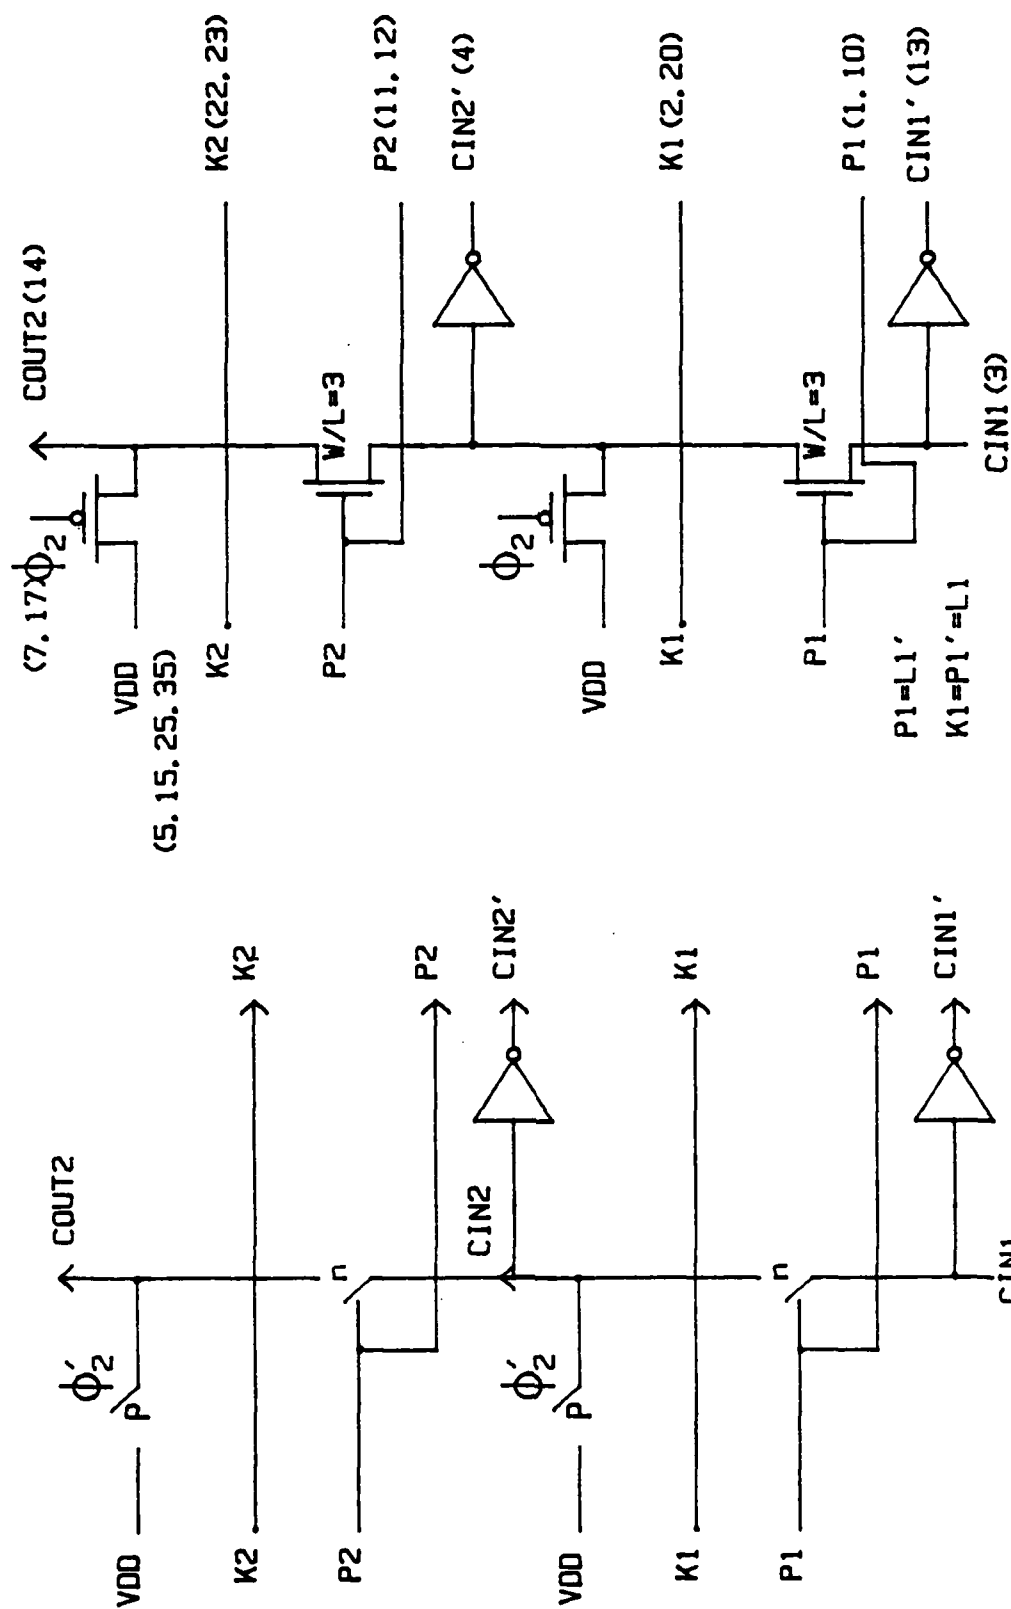 COUT2
ϕ'2
VDD
P
K2
K2
n
P2
P2
CIN2
CIN2'
ϕ'2
VDD
P
K1
K1
n
P1
P1
CIN1'
CIN1
COUT2 (14)
(7, 17) ϕ2
VDD
(5, 15, 25, 35)
K2
K2 (22, 23)
W/L=3
P2
P2 (11, 12)
CIN2' (4)
ϕ2
VDD
K1
K1 (2, 20)
W/L=3
P1
P1 (1, 10)
CIN1' (13)
CIN1 (3)
P1=L1'
K1=P1'=L1